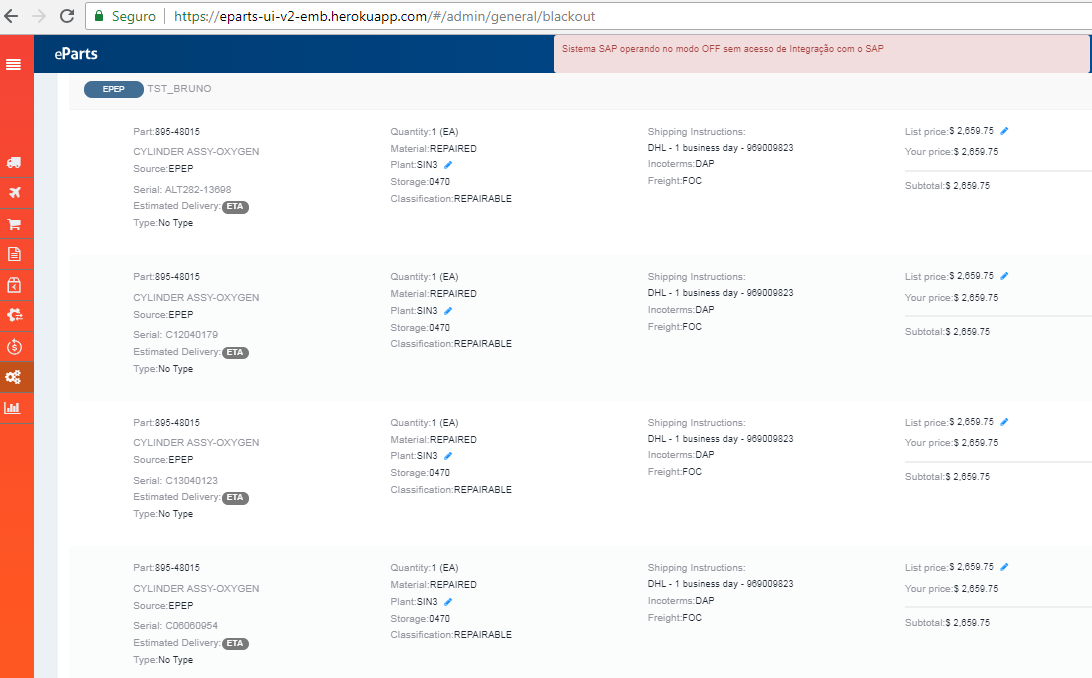 Seguro https://eparts-ui-v2-emb.herokuapp.com/#/admin/general/blackout
eParts
Sistema SAP operando no modo OFF sem acesso de Integração com o SAP
EPEP TST_BRUNO
Part:895-48015
CYLINDER ASSY-OXYGEN
Source:EPEP
Serial: ALT282-13698
Estimated Delivery: ETA
Type:No Type
Quantity:1 (EA)
Material:REPAIRED
Plant:SIN3
Storage:0470
Classification:REPAIRABLE
Shipping Instructions:
DHL - 1 business day - 969009823
Incoterms:DAP
Freight:FOC
List price:$ 2,659.75
Your price:$ 2,659.75
Subtotal:$ 2,659.75
Part:895-48015
CYLINDER ASSY-OXYGEN
Source:EPEP
Serial: C12040179
Estimated Delivery: ETA
Type:No Type
Quantity:1 (EA)
Material:REPAIRED
Plant:SIN3
Storage:0470
Classification:REPAIRABLE
Shipping Instructions:
DHL - 1 business day - 969009823
Incoterms:DAP
Freight:FOC
List price:$ 2,659.75
Your price:$ 2,659.75
Subtotal:$ 2,659.75
Part:895-48015
CYLINDER ASSY-OXYGEN
Source:EPEP
Serial: C13040123
Estimated Delivery: ETA
Type:No Type
Quantity:1 (EA)
Material:REPAIRED
Plant:SIN3
Storage:0470
Classification:REPAIRABLE
Shipping Instructions:
DHL - 1 business day - 969009823
Incoterms:DAP
Freight:FOC
List price:$ 2,659.75
Your price:$ 2,659.75
Subtotal:$ 2,659.75
Part:895-48015
CYLINDER ASSY-OXYGEN
Source:EPEP
Serial: C06060954
Estimated Delivery: ETA
Type:No Type
Quantity:1 (EA)
Material:REPAIRED
Plant:SIN3
Storage:0470
Classification:REPAIRABLE
Shipping Instructions:
DHL - 1 business day - 969009823
Incoterms:DAP
Freight:FOC
List price:$ 2,659.75
Your price:$ 2,659.75
Subtotal:$ 2,659.75